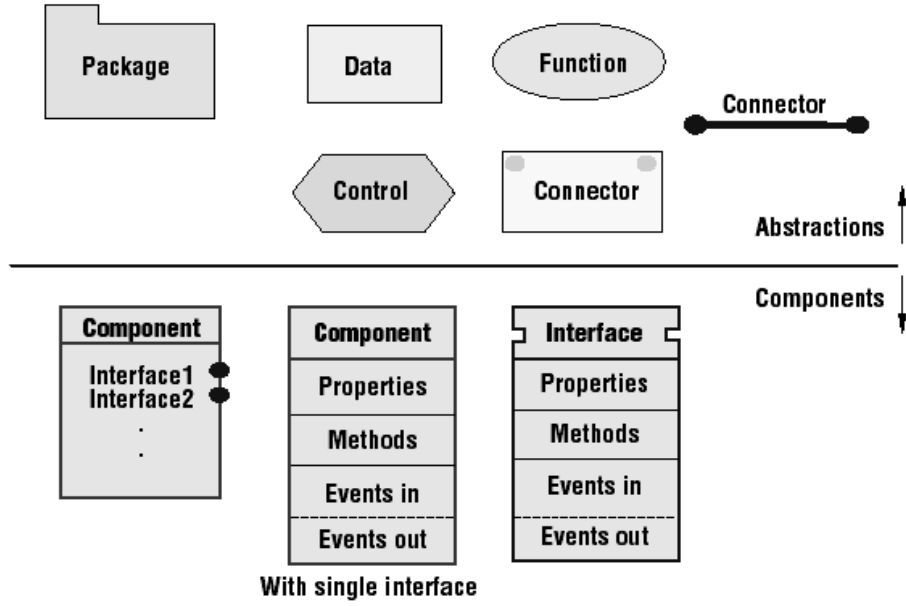 Package
Data
Function
Connector
Control
Connector
Abstractions
Components
Component
Interface1
Interface2
.
.
Component
Properties
Methods
Events in
Events out
With single interface
Interface
Properties
Methods
Events in
Events out